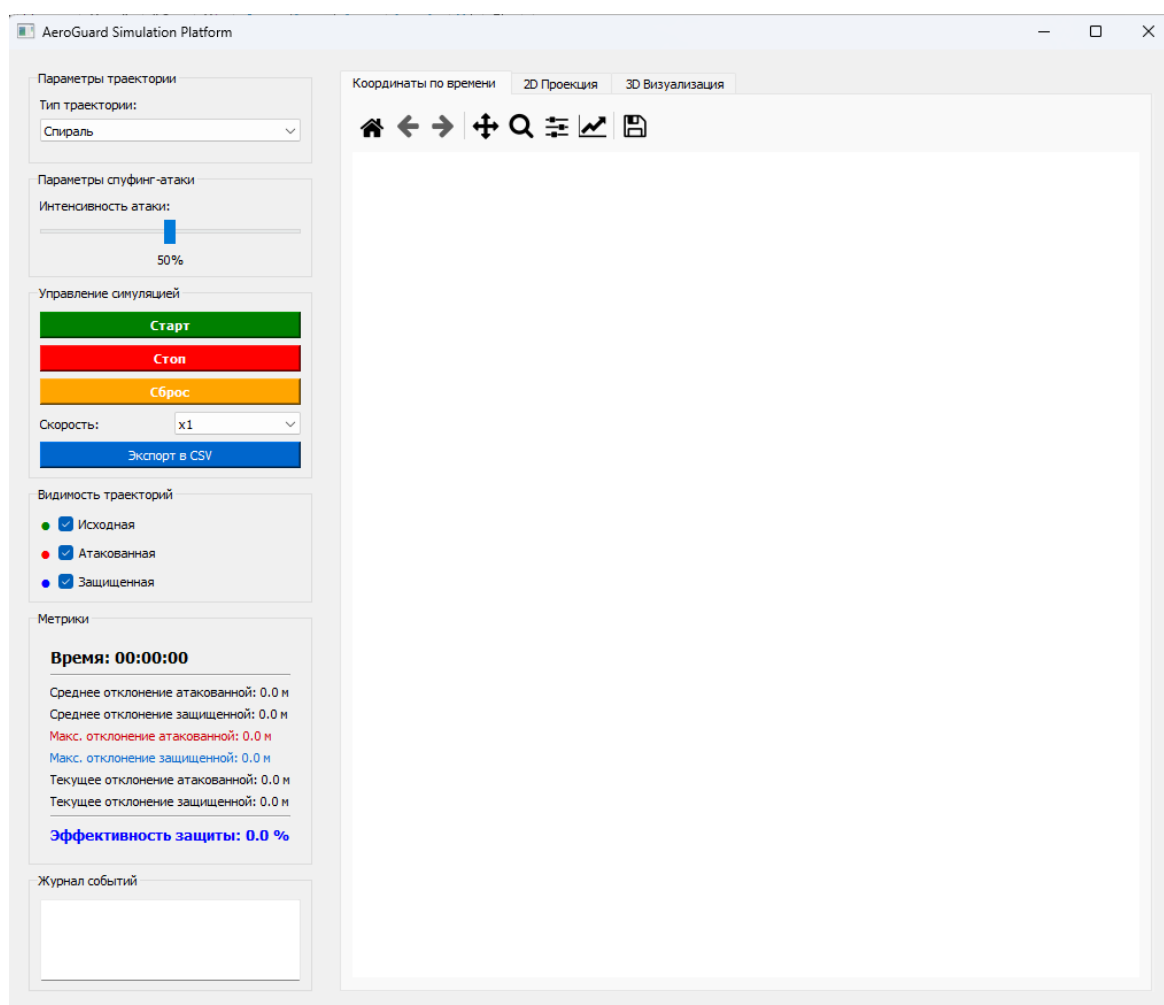 AeroGuard Simulation Platform
Параметры траектории
Тип траектории:
Спираль
Параметры спуфинг-атаки
Интенсивность атаки:
50%
Управление симуляцией
Старт
Стоп
Сброс
Скорость:
x1
Экспорт в CSV
Видимость траекторий
Исходная
Атакованная
Защищенная
Метрики
Время: 00:00:00
Среднее отклонение атакованной: 0.0 м
Среднее отклонение защищенной: 0.0 м
Макс. отклонение атакованной: 0.0 м
Макс. отклонение защищенной: 0.0 м
Текущее отклонение атакованной: 0.0 м
Текущее отклонение защищенной: 0.0 м
Эффективность защиты: 0.0 %
Журнал событий
Координаты по времени
2D Проекция
3D Визуализация